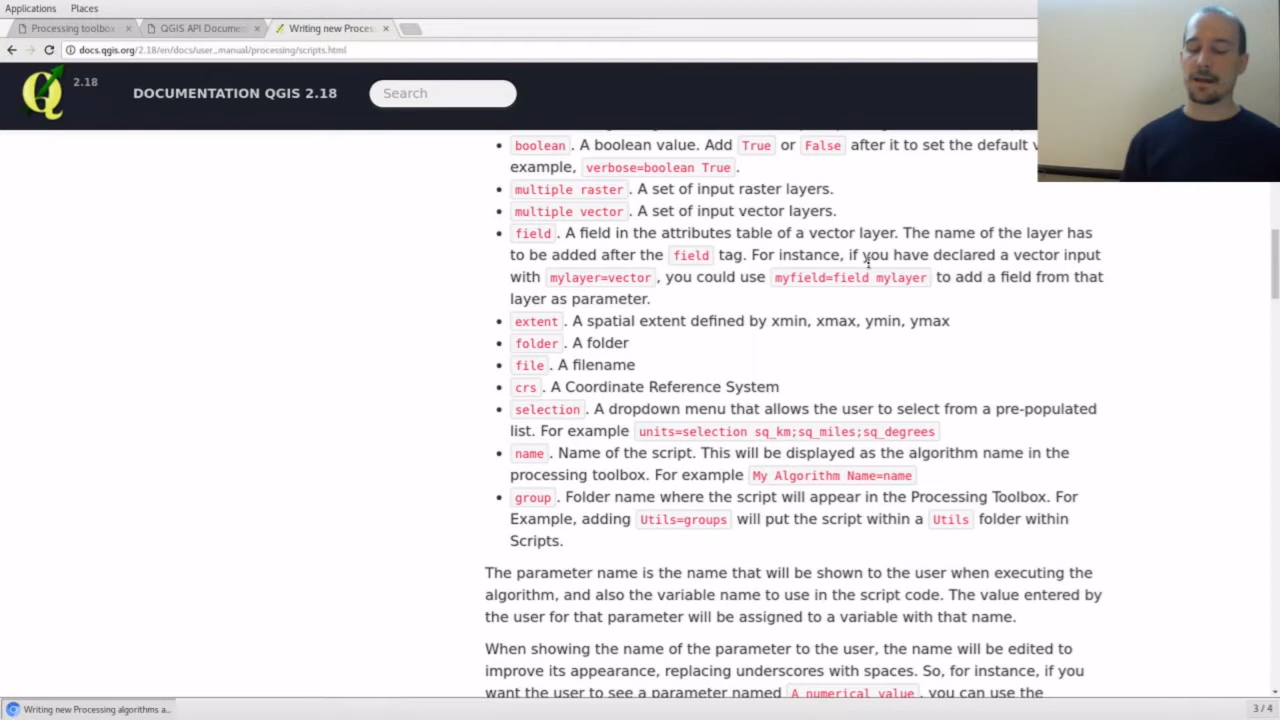 Applications Places
Processing toolbox × QGIS API Documen × Writing new Proces ×
docs.qgis.org/2.18/en/docs/user_manual/processing/scripts.html
2.18
DOCUMENTATION QGIS 2.18 Search
boolean. A boolean value. Add True or False after it to set the default v
example, verbose=boolean True.
multiple raster. A set of input raster layers.
multiple vector. A set of input vector layers.
field. A field in the attributes table of a vector layer. The name of the layer has
to be added after the field tag. For instance, if you have declared a vector input
with mylayer=vector, you could use myfield=field mylayer to add a field from that
layer as parameter.
extent. A spatial extent defined by xmin, xmax, ymin, ymax
folder. A folder
file. A filename
crs. A Coordinate Reference System
selection. A dropdown menu that allows the user to select from a pre-populated
list. For example units=selection sq_km;sq_miles;sq_degrees
name. Name of the script. This will be displayed as the algorithm name in the
processing toolbox. For example My Algorithm Name=name
group. Folder name where the script will appear in the Processing Toolbox. For
Example, adding Utils=groups will put the script within a Utils folder within
Scripts.
The parameter name is the name that will be shown to the user when executing the
algorithm, and also the variable name to use in the script code. The value entered by
the user for that parameter will be assigned to a variable with that name.
When showing the name of the parameter to the user, the name will be edited to
improve its appearance, replacing underscores with spaces. So, for instance, if you
want the user to see a parameter named A numerical value, you can use the
Writing new Processing algorithms a... 3 / 4